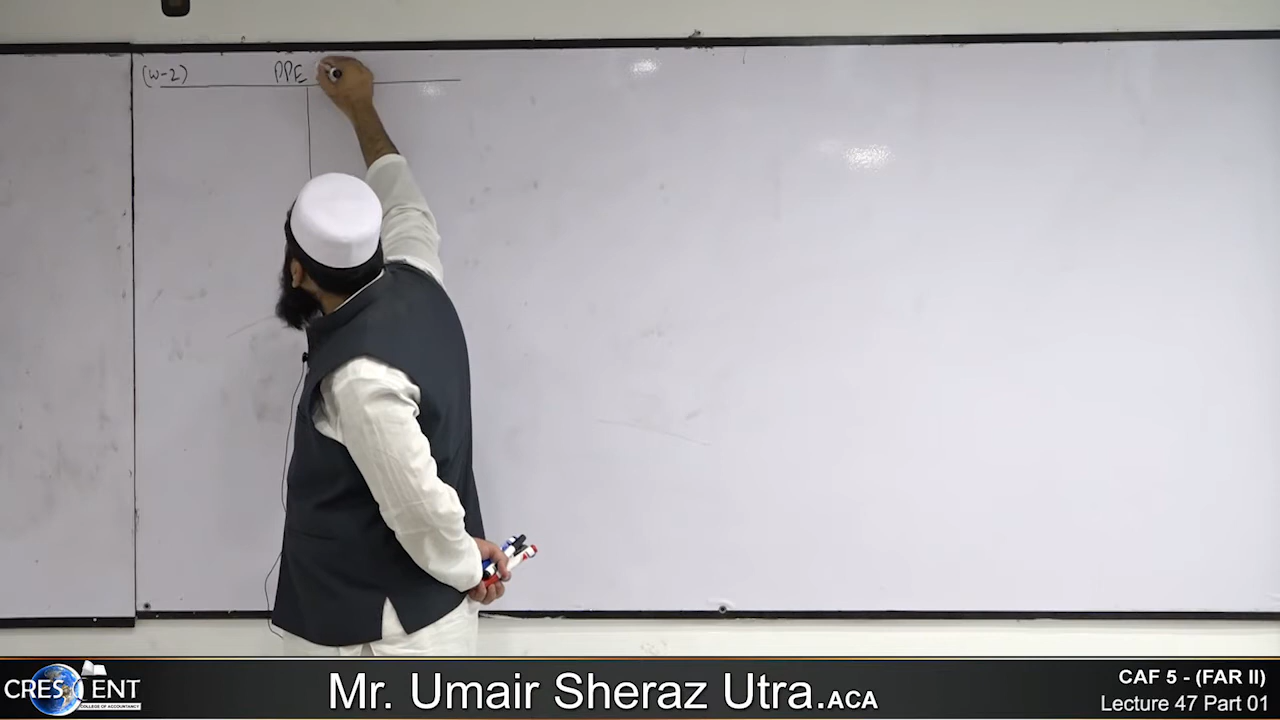 (W-2) PPE
CRESCENT
COLLEGE OF ACCOUNTANCY
Mr. Umair Sheraz Utra.ACA
CAF 5 - (FAR II)
Lecture 47 Part 01